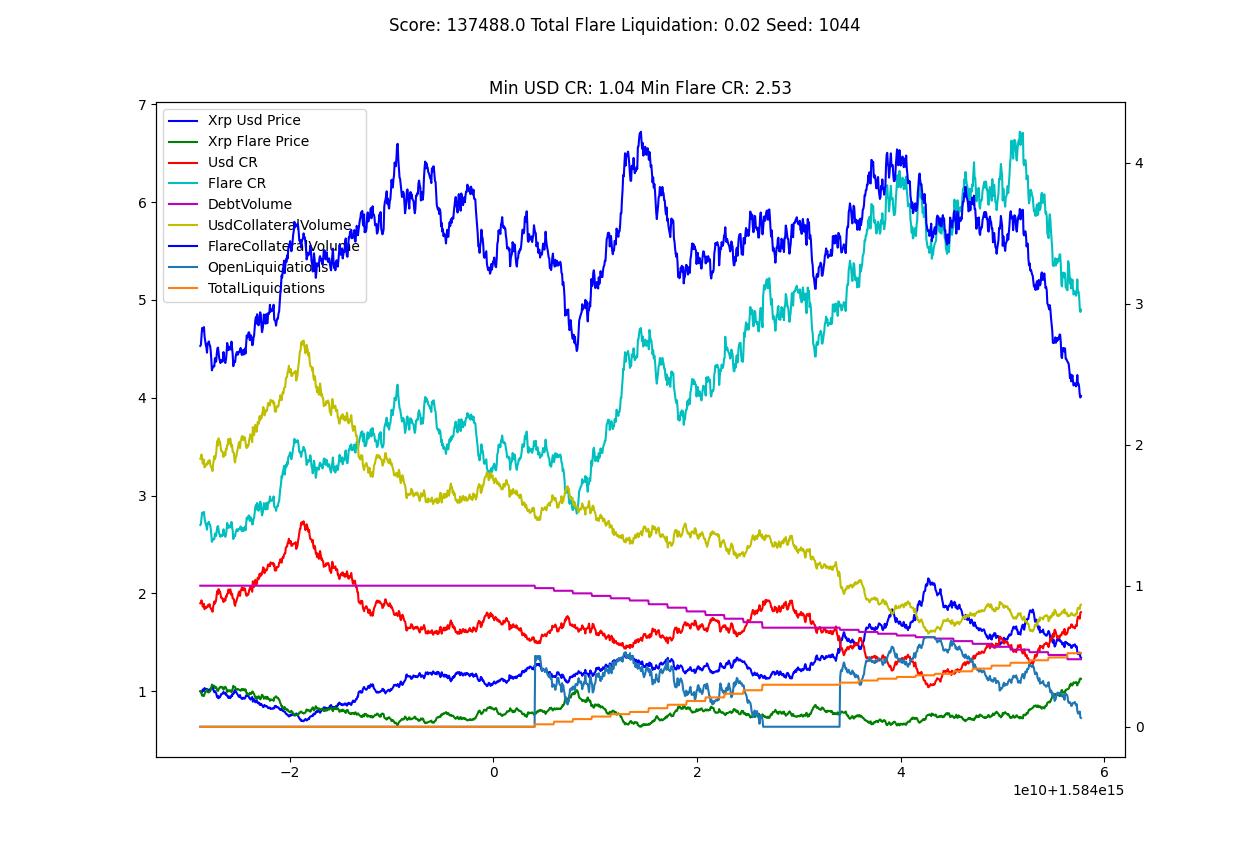 Score: 137488.0 Total Flare Liquidation: 0.02 Seed: 1044
Min USD CR: 1.04 Min Flare CR: 2.53
7
6
5
4
3
2
1
Xrp Usd Price
Xrp Flare Price
Usd CR
Flare CR
DebtVolume
UsdCollateralVolume
FlareCollateralVolume
OpenLiquidations
TotalLiquidations
4
3
2
1
0
−2 0 2 4 6
1e10+1.584e15